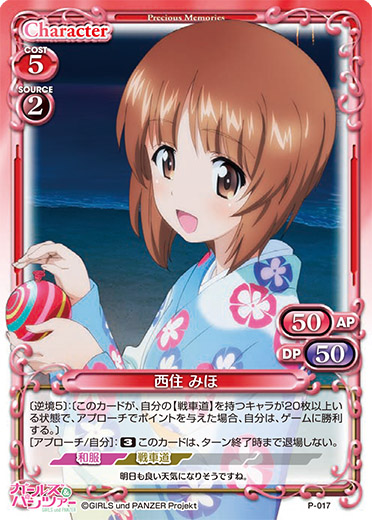 Precious Memories
Character
COST
5
SOURCE
2
50 AP
DP 50
西住 みほ
〔逆境5〕:〔このカードが、自分の【戦車道】を持つキャラが20枚以上い
る状態で、アプローチでポイントを与えた場合、自分は、ゲームに勝利
する。〕
[アプローチ/自分]: 3 このカードは、ターン終了時まで退場しない。
和服 戦車道
明日も良い天気になりそうですね。
ガールズ&パンツァー
GIRLS und PANZER
©GIRLS und PANZER Projekt
P-017